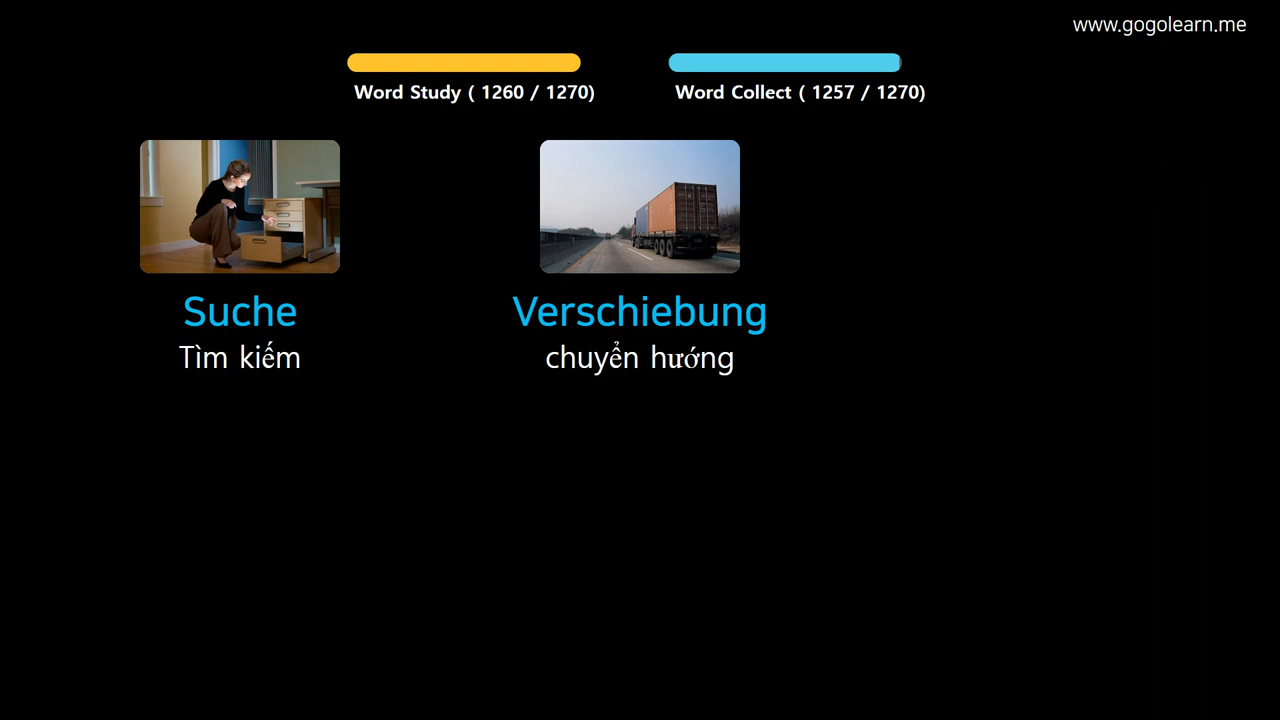 www.gogolearn.me
Word Study ( 1260 / 1270)
Word Collect ( 1257 / 1270)
Suche
Tìm kiếm
Verschiebung
chuyển hướng